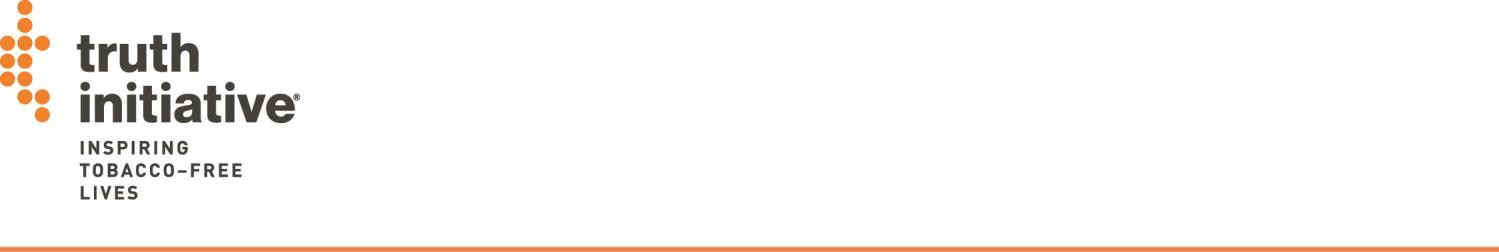 truth
initiative®
INSPIRING
TOBACCO–FREE
LIVES